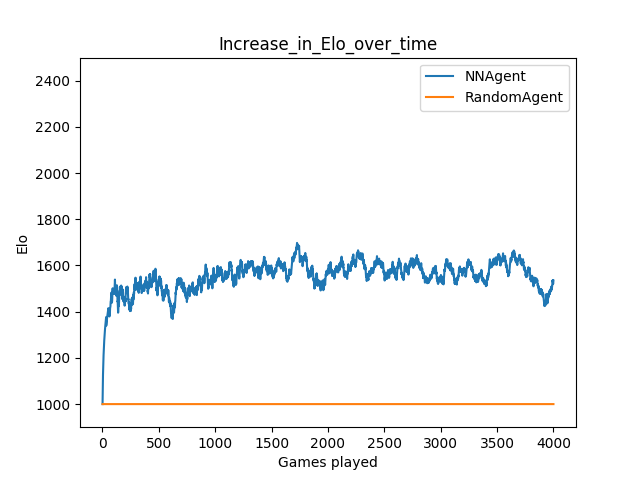 Increase_in_Elo_over_time
NNAgent
RandomAgent
2400
2200
2000
1800
1600
1400
1200
1000
Elo
0 500 1000 1500 2000 2500 3000 3500 4000
Games played